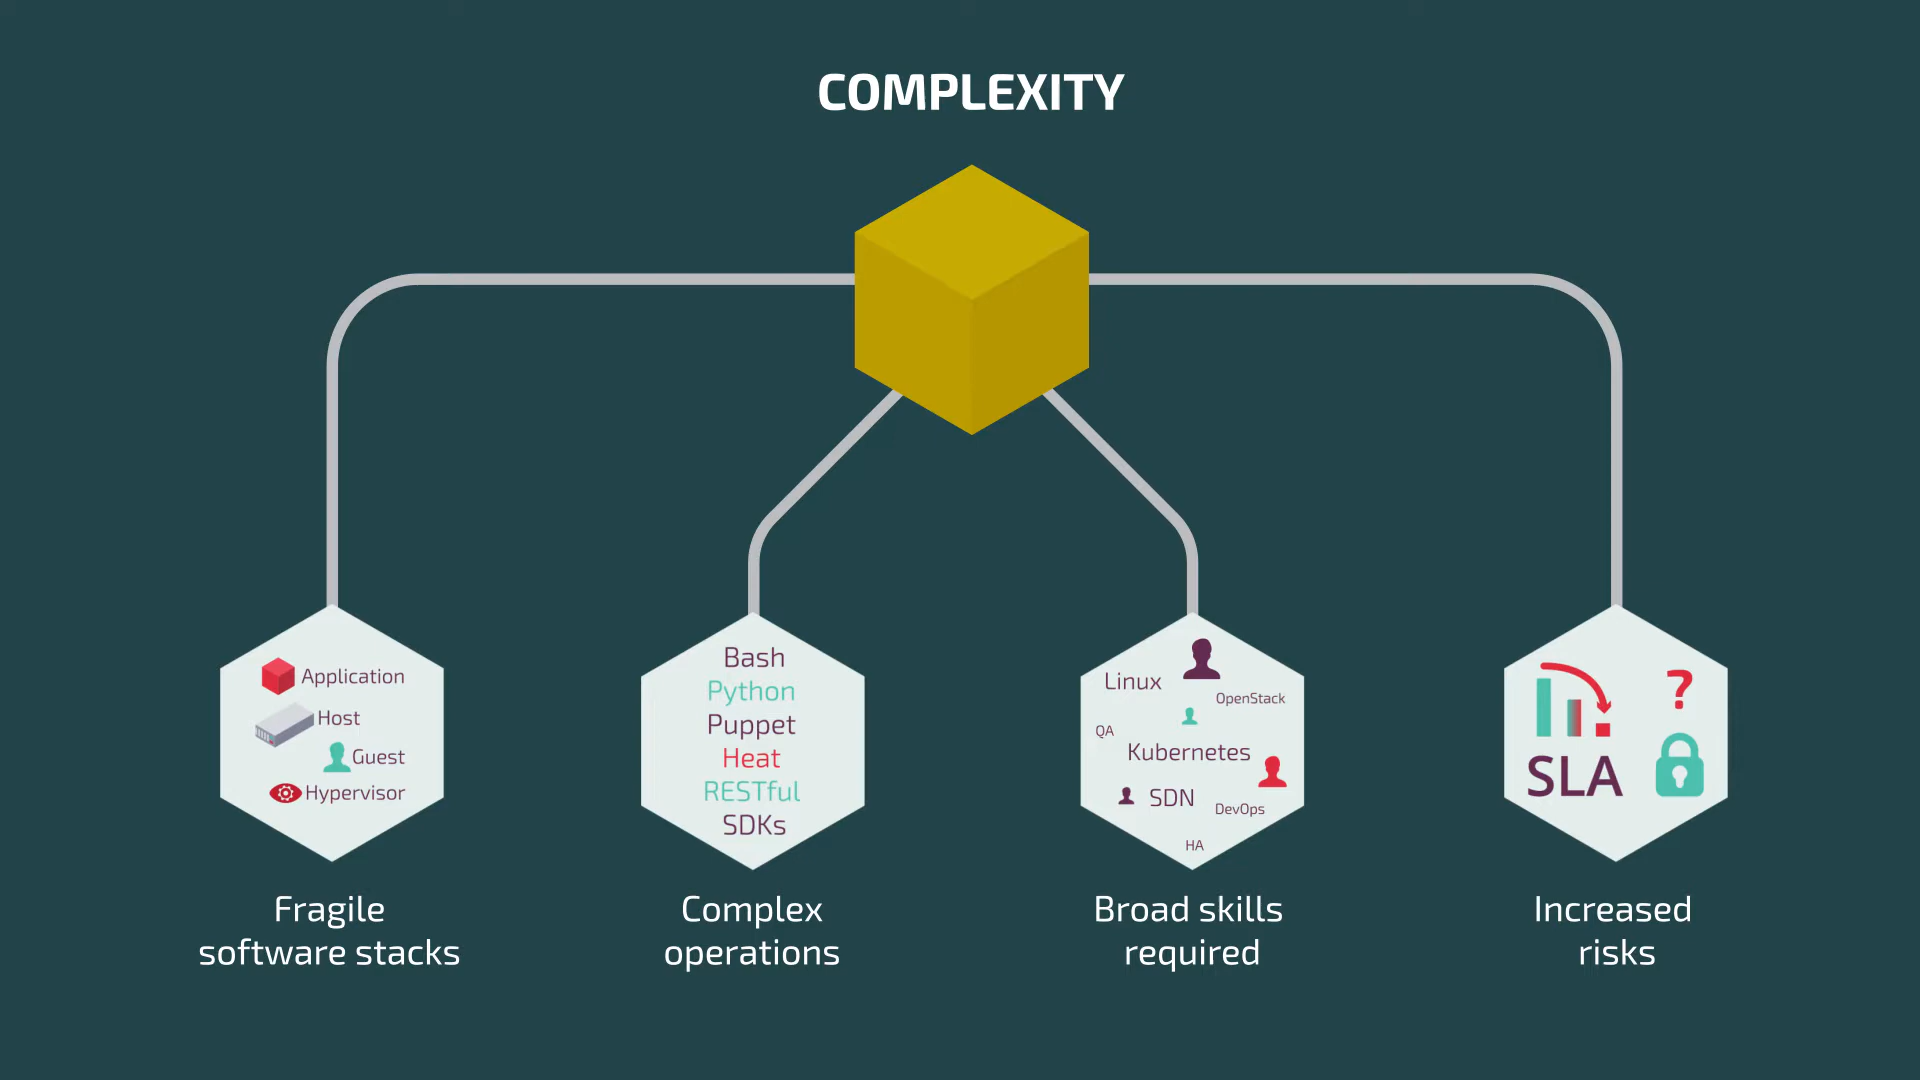 COMPLEXITY
Application
Host
Guest
Hypervisor
Fragile
software stacks
Bash
Python
Puppet
Heat
RESTful
SDKs
Complex
operations
Linux
OpenStack
QA
Kubernetes
SDN
DevOps
HA
Broad skills
required
?
SLA
Increased
risks